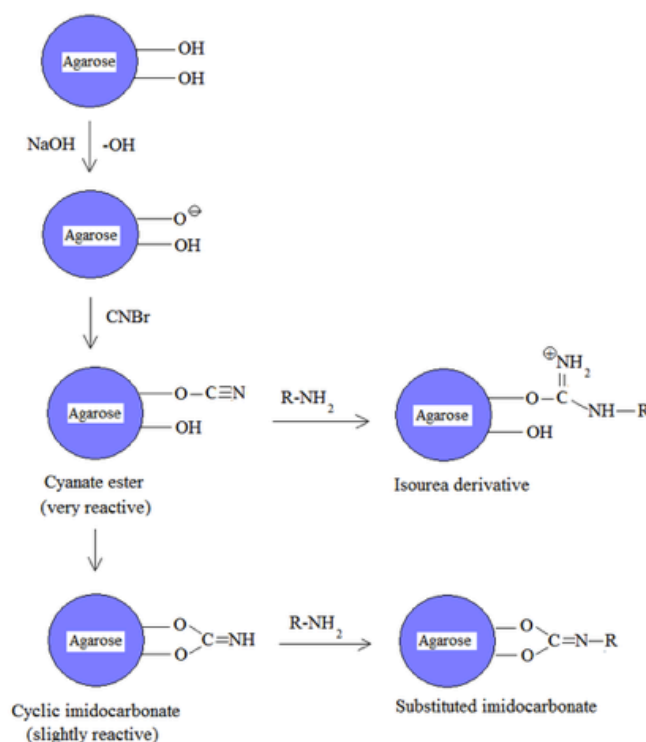 Agarose
OH
OH
NaOH -OH
Agarose
O ⊖
OH
CNBr
Agarose
O-C≡N
OH
R-NH2
Agarose
⊕
NH2
O-C
NH-R
OH
Cyanate ester
(very reactive)
Isourea derivative
Agarose
O
O
C=NH
R-NH2
Agarose
O
O
C=N-R
Cyclic imidocarbonate
(slightly reactive)
Substituted imidocarbonate